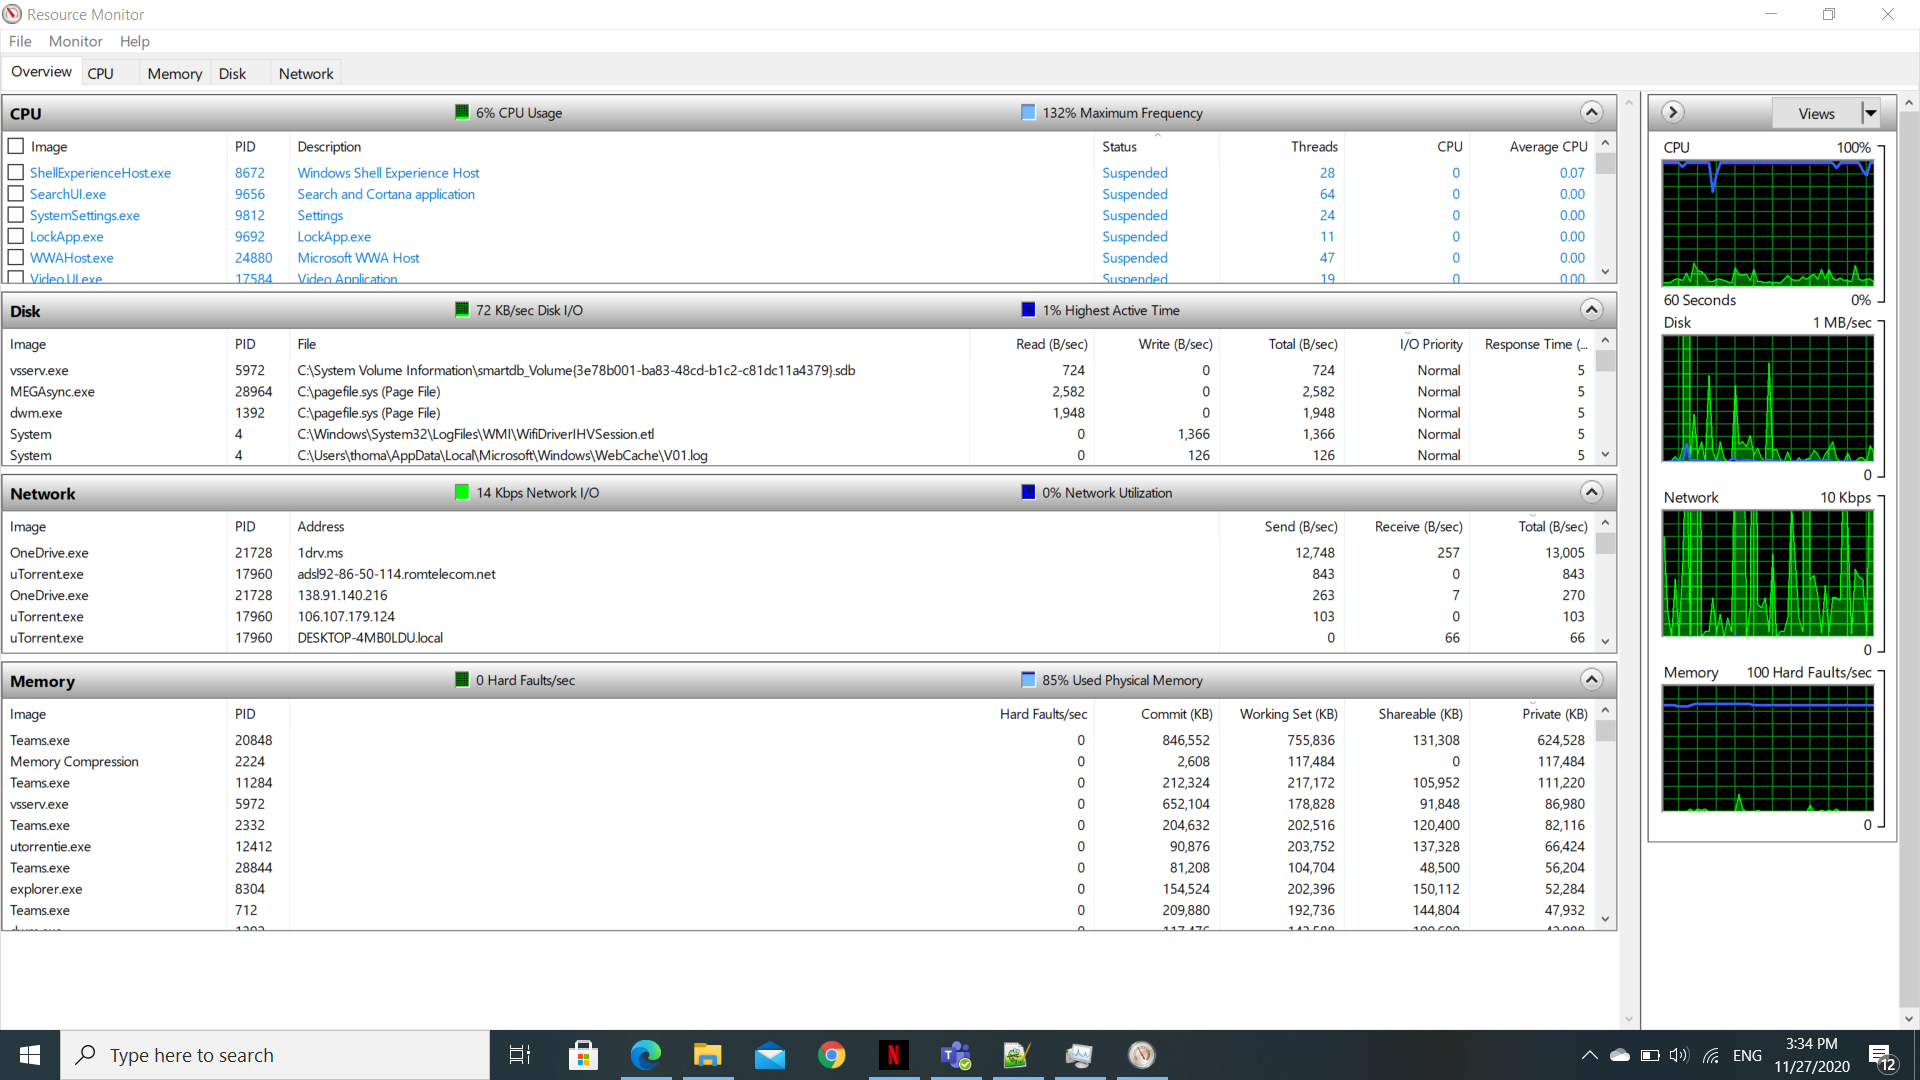 Resource Monitor
File Monitor Help
Overview CPU Memory Disk Network
CPU 6% CPU Usage 132% Maximum Frequency
Image PID Description Status Threads CPU Average CPU
ShellExperienceHost.exe 8672 Windows Shell Experience Host Suspended 28 0 0.07
SearchUI.exe 9656 Search and Cortana application Suspended 64 0 0.00
SystemSettings.exe 9812 Settings Suspended 24 0 0.00
LockApp.exe 9692 LockApp.exe Suspended 11 0 0.00
WWAHost.exe 24880 Microsoft WWA Host Suspended 47 0 0.00
Video.UI.exe 17584 Video Application Suspended 19 0 0.00
Disk 72 KB/sec Disk I/O 1% Highest Active Time
Image PID File Read (B/sec) Write (B/sec) Total (B/sec) I/O Priority Response Time (...
vsserv.exe 5972 C:\System Volume Information\smartdb_Volume{3e78b001-ba83-48cd-b1c2-c81dc11a4379}.sdb 724 0 724 Normal 5
MEGAsync.exe 28964 C:\pagefile.sys (Page File) 2,582 0 2,582 Normal 5
dwm.exe 1392 C:\pagefile.sys (Page File) 1,948 0 1,948 Normal 5
System 4 C:\Windows\System32\LogFiles\WMI\WifiDriverIHVSession.etl 0 1,366 1,366 Normal 5
System 4 C:\Users\thoma\AppData\Local\Microsoft\Windows\WebCache\V01.log 0 126 126 Normal 5
Network 14 Kbps Network I/O 0% Network Utilization
Image PID Address Send (B/sec) Receive (B/sec) Total (B/sec)
OneDrive.exe 21728 1drv.ms 12,748 257 13,005
uTorrent.exe 17960 adsl92-86-50-114.romtelecom.net 843 0 843
OneDrive.exe 21728 138.91.140.216 263 7 270
uTorrent.exe 17960 106.107.179.124 103 0 103
uTorrent.exe 17960 DESKTOP-4MB0LDU.local 0 66 66
Memory 0 Hard Faults/sec 85% Used Physical Memory
Image PID Hard Faults/sec Commit (KB) Working Set (KB) Shareable (KB) Private (KB)
Teams.exe 20848 0 846,552 755,836 131,308 624,528
Memory Compression 2224 0 2,608 117,484 0 117,484
Teams.exe 11284 0 212,324 217,172 105,952 111,220
vsserv.exe 5972 0 652,104 178,828 91,848 86,980
Teams.exe 2332 0 204,632 202,516 120,400 82,116
utorrentie.exe 12412 0 90,876 203,752 137,328 66,424
Teams.exe 28844 0 81,208 104,704 48,500 56,204
explorer.exe 8304 0 154,524 202,396 150,112 52,284
Teams.exe 712 0 209,880 192,736 144,804 47,932
Views
CPU 100%
60 Seconds 0%
Disk 1 MB/sec
0
Network 10 Kbps
0
Memory 100 Hard Faults/sec
0
Type here to search
N
T
ENG
3:34 PM
11/27/2020
12